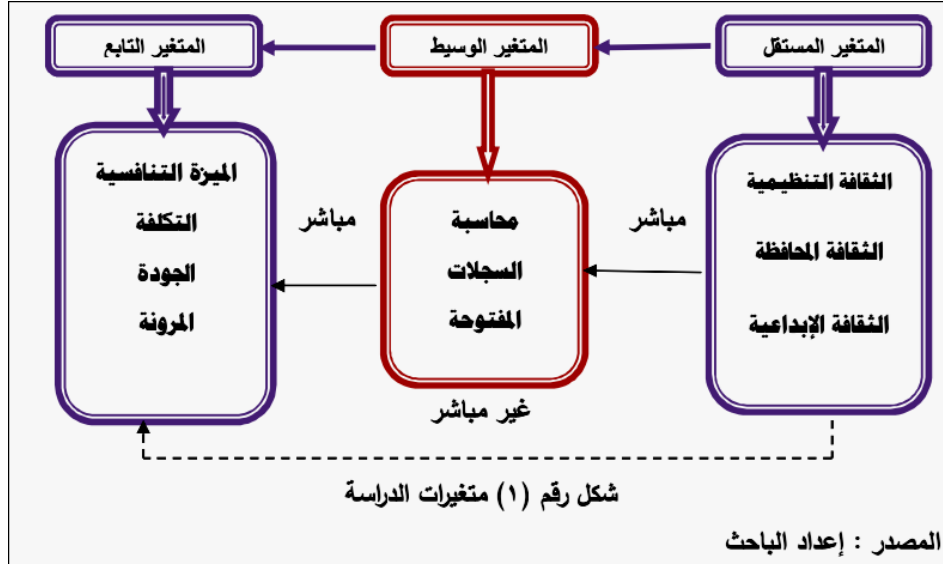 المتغير المستقل
المتغير الوسيط
المتغير التابع
الثقافة التنظيمية
الثقافة المحافظة
الثقافة الإبداعية
مباشر
محاسبة
السجلات
المفتوحة
مباشر
الميزة التنافسية
التكلفة
الجودة
المرونة
غير مباشر
شكل رقم (١) متغيرات الدراسة
المصدر : إعداد الباحث